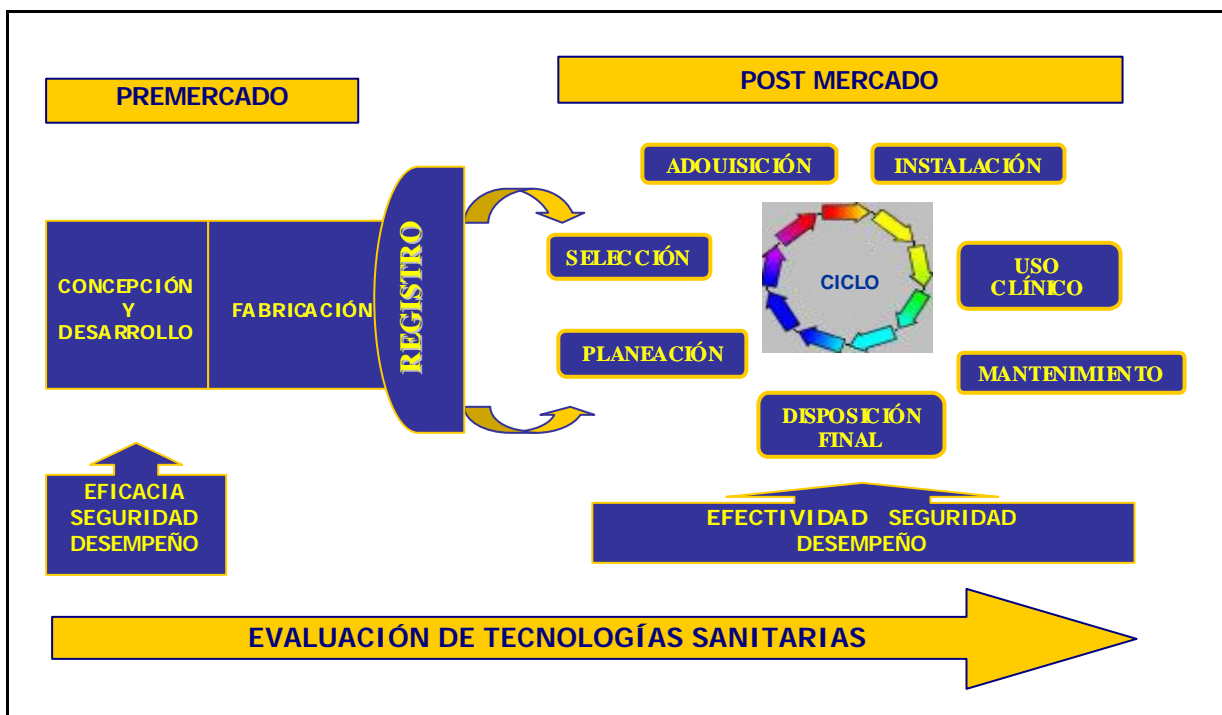 PREMERCADO
POST MERCADO
ADOUISICIÓN
INSTALACIÓN
CONCEPCIÓN
Y
DESARROLLO
FABRICACIÓN
REGISTRO
SELECCIÓN
CICLO
USO
CLÍNICO
PLANEACIÓN
MANTENIMIENTO
DISPOSICIÓN
FINAL
EFICACIA
SEGURIDAD
DESEMPEÑO
EFECTIVIDAD SEGURIDAD
DESEMPEÑO
EVALUACIÓN DE TECNOLOGÍAS SANITARIAS